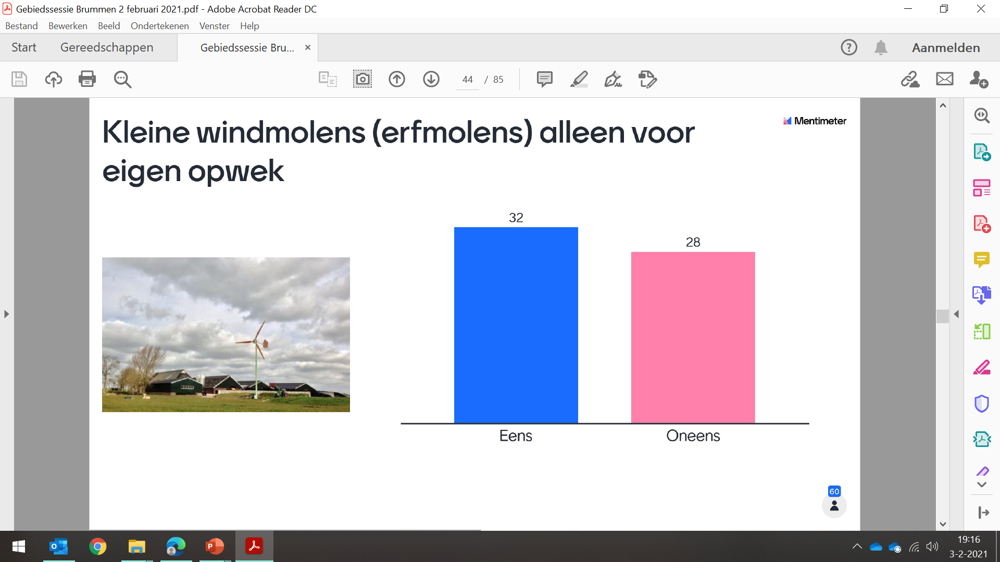 Gebiedssessie Brummen 2 februari 2021.pdf - Adobe Acrobat Reader DC
Bestand Bewerken Beeld Ondertekenen Venster Help
Start Gereedschappen Gebiedssessie Bru... × Aanmelden
44 / 85
Kleine windmolens (erfmolens) alleen voor
eigen opwek
Mentimeter
32
28
Eens Oneens
60
19:16
3-2-2021